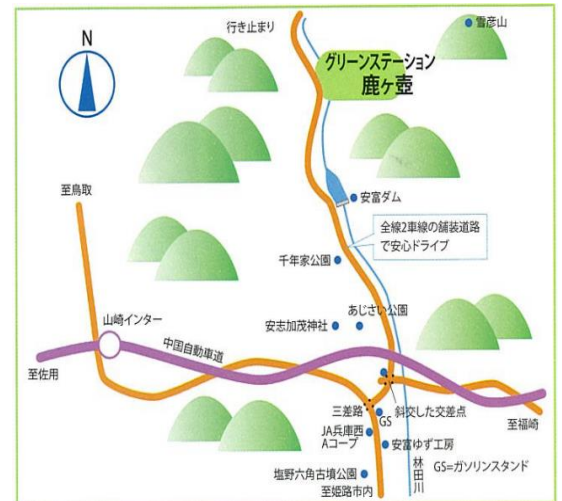 行き止まり
雪彦山
N
グリーンステーション
鹿ヶ壺
至鳥取
安富ダム
全線2車線の舗装道路
で安心ドライブ
千年家公園
あじさい公園
安志加茂神社
山崎インター
中国自動車道
至佐用
三差路
GS
斜交した交差点
JA兵庫西
Aコープ
至福崎
安富ゆず工房
林田川
GS=ガソリンスタンド
塩野六角古墳公園
至姫路市内